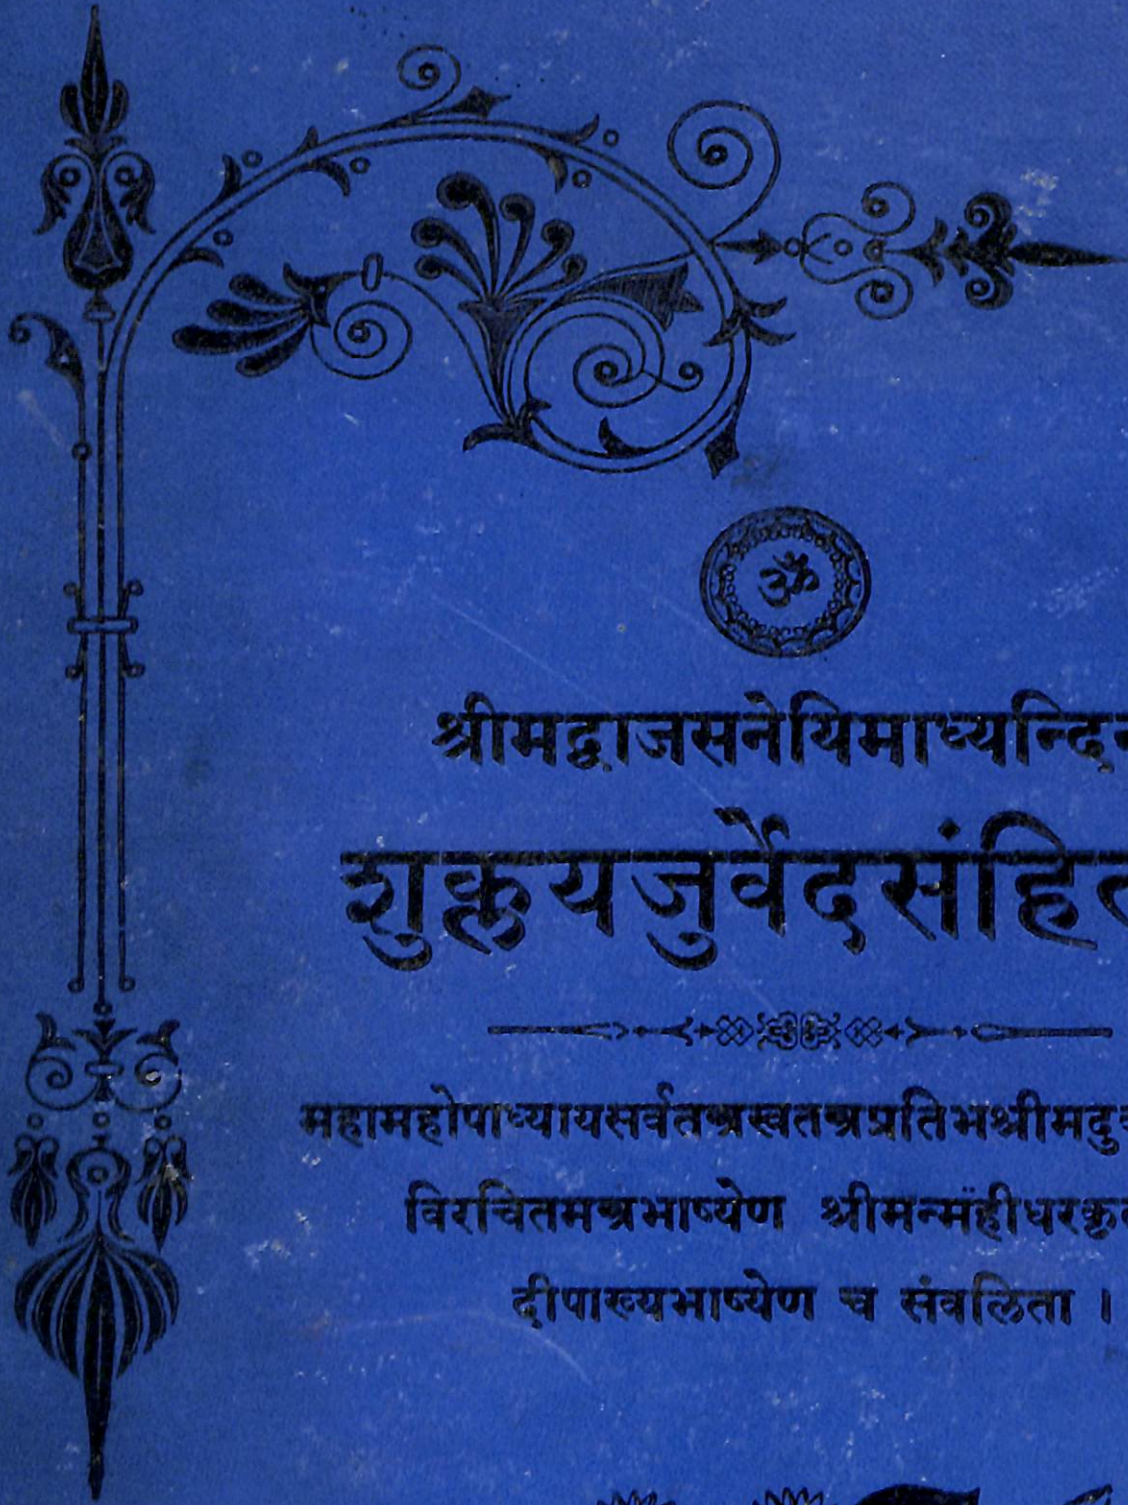 ॐ
श्रीमद्वाजसनेयिमाध्यन्दिन
शुक्लयजुर्वेदसंहित
महामहोपाध्यायसर्वतन्त्रस्वतन्त्रप्रतिभश्रीमदु
विरचितमन्त्रभाष्येण श्रीमन्महीधरकृ
दीपाख्यभाष्येण च संवलिता ।